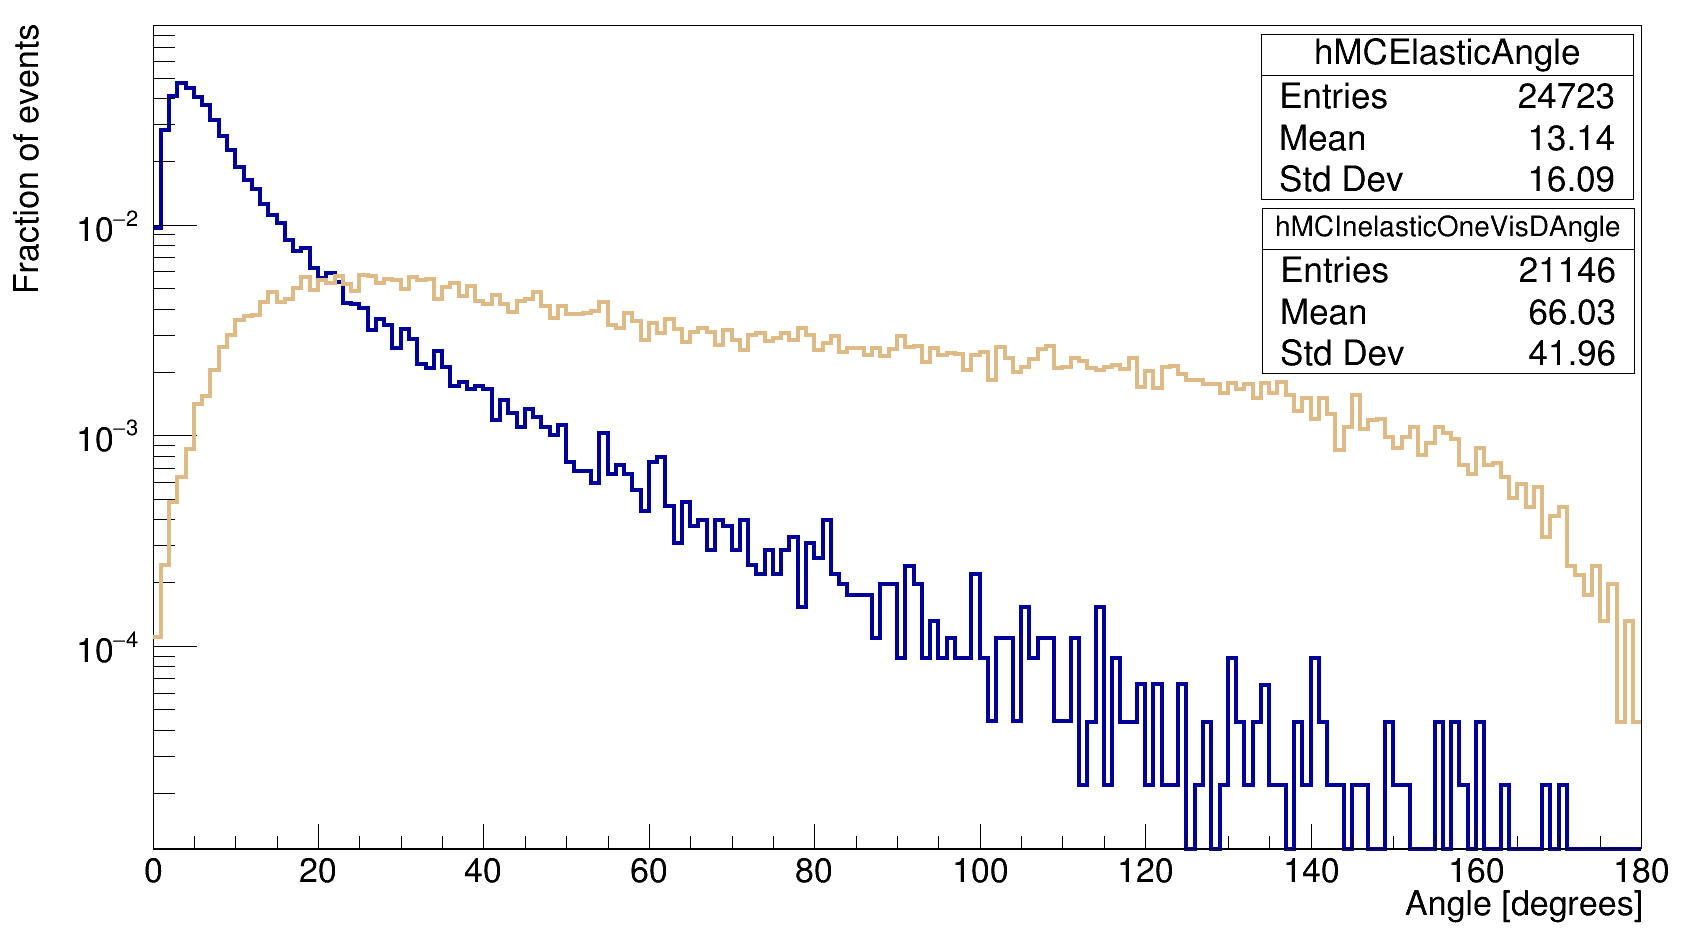 Fraction of events
hMCElasticAngle
Entries 24723
Mean 13.14
Std Dev 16.09
hMCInelasticOneVisDAngle
Entries 21146
Mean 66.03
Std Dev 41.96
10⁻²
10⁻³
10⁻⁴
0 20 40 60 80 100 120 140 160 180
Angle [degrees]